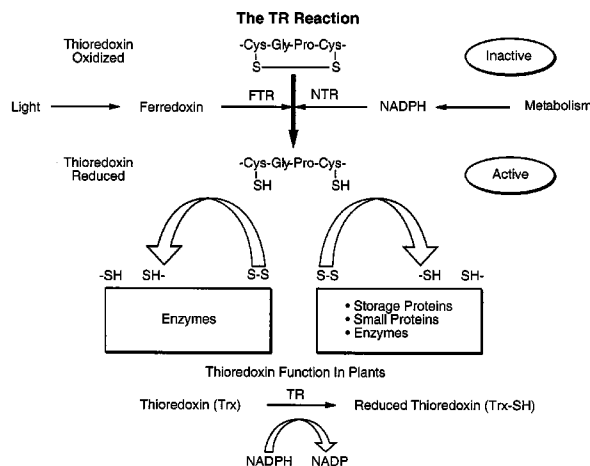 The TR Reaction
Thioredoxin
Oxidized
-Cys-Gly-Pro-Cys-
S S
Inactive
Light
Ferredoxin
FTR
NTR
NADPH
Metabolism
Thioredoxin
Reduced
-Cys-Gly-Pro-Cys-
SH SH
Active
-SH SH- S-S
S-S -SH SH-
Enzymes
• Storage Proteins
• Small Proteins
• Enzymes
Thioredoxin Function In Plants
Thioredoxin (Trx)
TR
Reduced Thioredoxin (Trx-SH)
NADPH NADP